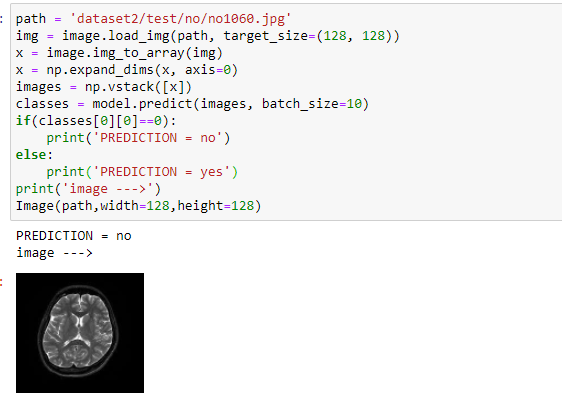 : path = 'dataset2/test/no/no1060.jpg'
img = image.load_img(path, target_size=(128, 128))
x = image.img_to_array(img)
x = np.expand_dims(x, axis=0)
images = np.vstack([x])
classes = model.predict(images, batch_size=10)
if(classes[0][0]==0):
    print('PREDICTION = no')
else:
    print('PREDICTION = yes')
print('image --->')
Image(path,width=128,height=128)
PREDICTION = no
image --->
: